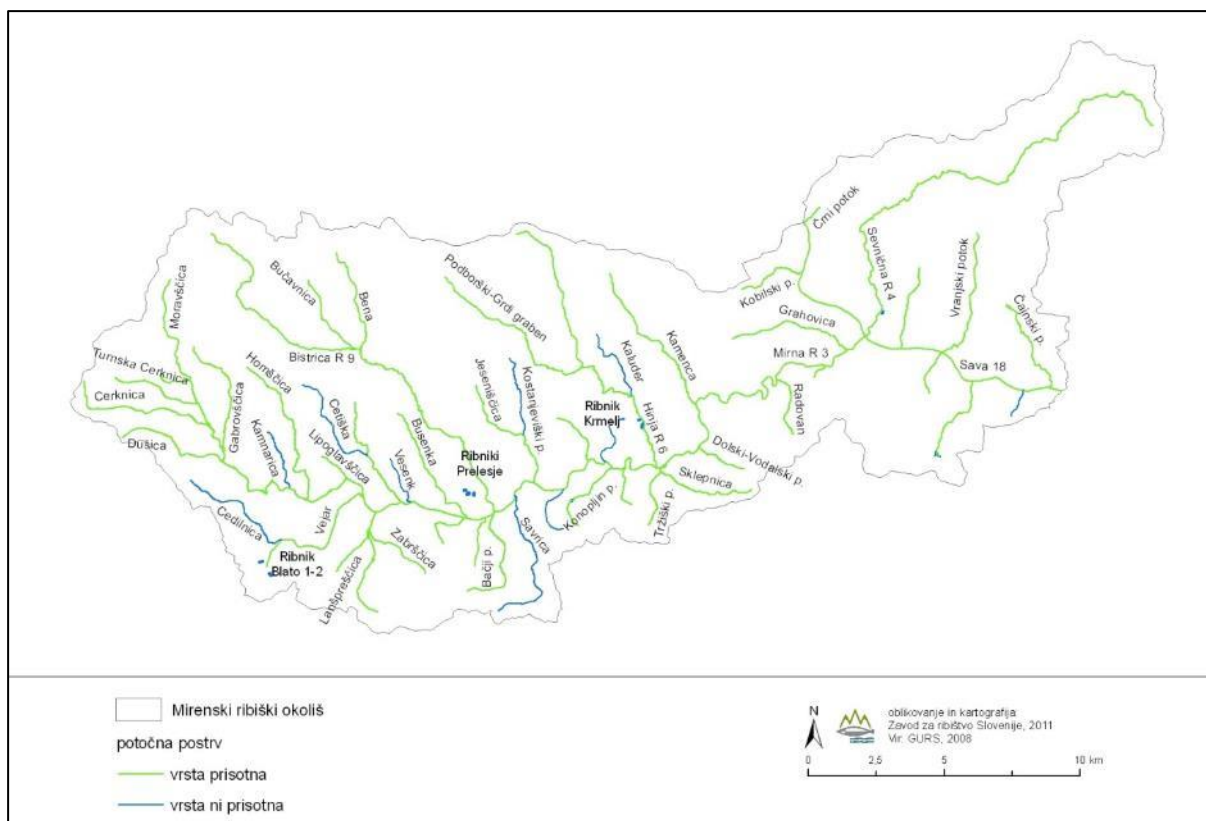 Črni potok
Sevnična R 4
Vranjski potok
Čajnski p.
Kobilski p.
Grahovica
Mirna R 3
Sava 18
Radovan
Moravščica
Bučavnica
Bena
Podborški-Grdi graben
Kamenca
Kaluder
Bistrica R 9
Turnska Cerknica
Cerknica
Gabrovščica
Homščica
Cetiška
Jeseniščica
Kostanjeviški p.
Ribnik
Krmelj
Hinja R 6
Dušica
Kamnarica
Lipoglavščica
Vesenk
Busenka
Ribniki
Prelesje
Dolski-Vodalski p.
Sklepnica
Tržiški p.
Konopljin p.
Cedilnica
Vejar
Savrica
Zabrščica
Bačji p.
Ribnik
Blato 1-2
Lanšpreščica
Mirenski ribiški okoliš
potočna postrv
vrsta prisotna
vrsta ni prisotna
N
oblikovanje in kartografija:
Zavod za ribištvo Slovenije, 2011
Vir: GURS, 2008
0 2,5 5 10 km